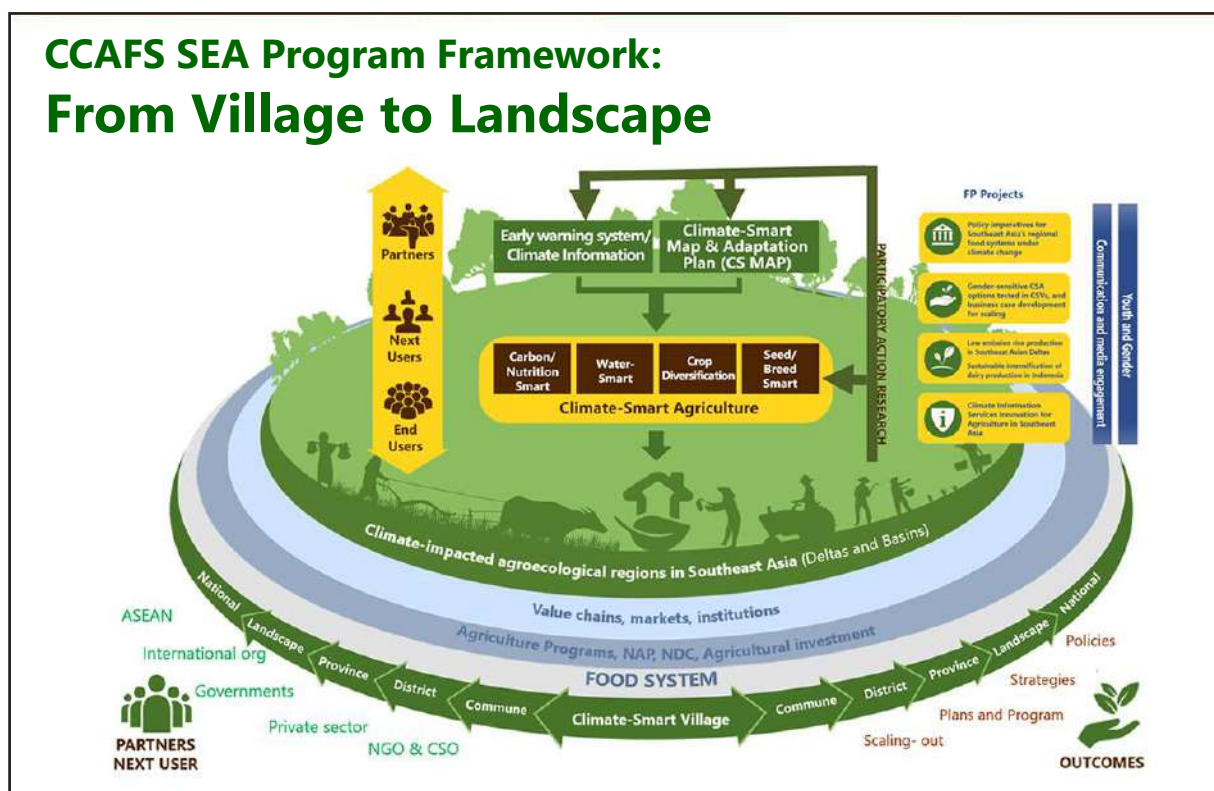 CCAFS SEA Program Framework:
From Village to Landscape
Partners
Next
Users
End
Users
Early warning system/
Climate Information
Climate-Smart
Map & Adaptation
Plan (CS MAP)
Carbon/
Nutrition
Smart
Water-
Smart
Crop
Diversification
Seed/
Breed
Smart
Climate-Smart Agriculture
PARTICIPATORY ACTION RESEARCH
FP Projects
Policy imperatives for
Southeast Asia's regional
food systems under
climate change
Gender-sensitive CSA
options tested in CSVs, and
business case development
for scaling
Low emission rice production
in Southeast Asian Deltas
Sustainable intensification of
dairy production in Indonesia
Climate Information
Services Innovation for
Agriculture in Southeast
Asia
Communication and media engagement
Youth and Gender
Climate-impacted agroecological regions in Southeast Asia (Deltas and Basins)
Value chains, markets, institutions
Agriculture Programs, NAP, NDC, Agricultural investment
FOOD SYSTEM
National
Landscape
Province
District
Commune
Climate-Smart Village
Commune
District
Province
Landscape
National
ASEAN
International org
Governments
Private sector
NGO & CSO
PARTNERS
NEXT USER
Policies
Strategies
Plans and Program
Scaling- out
OUTCOMES